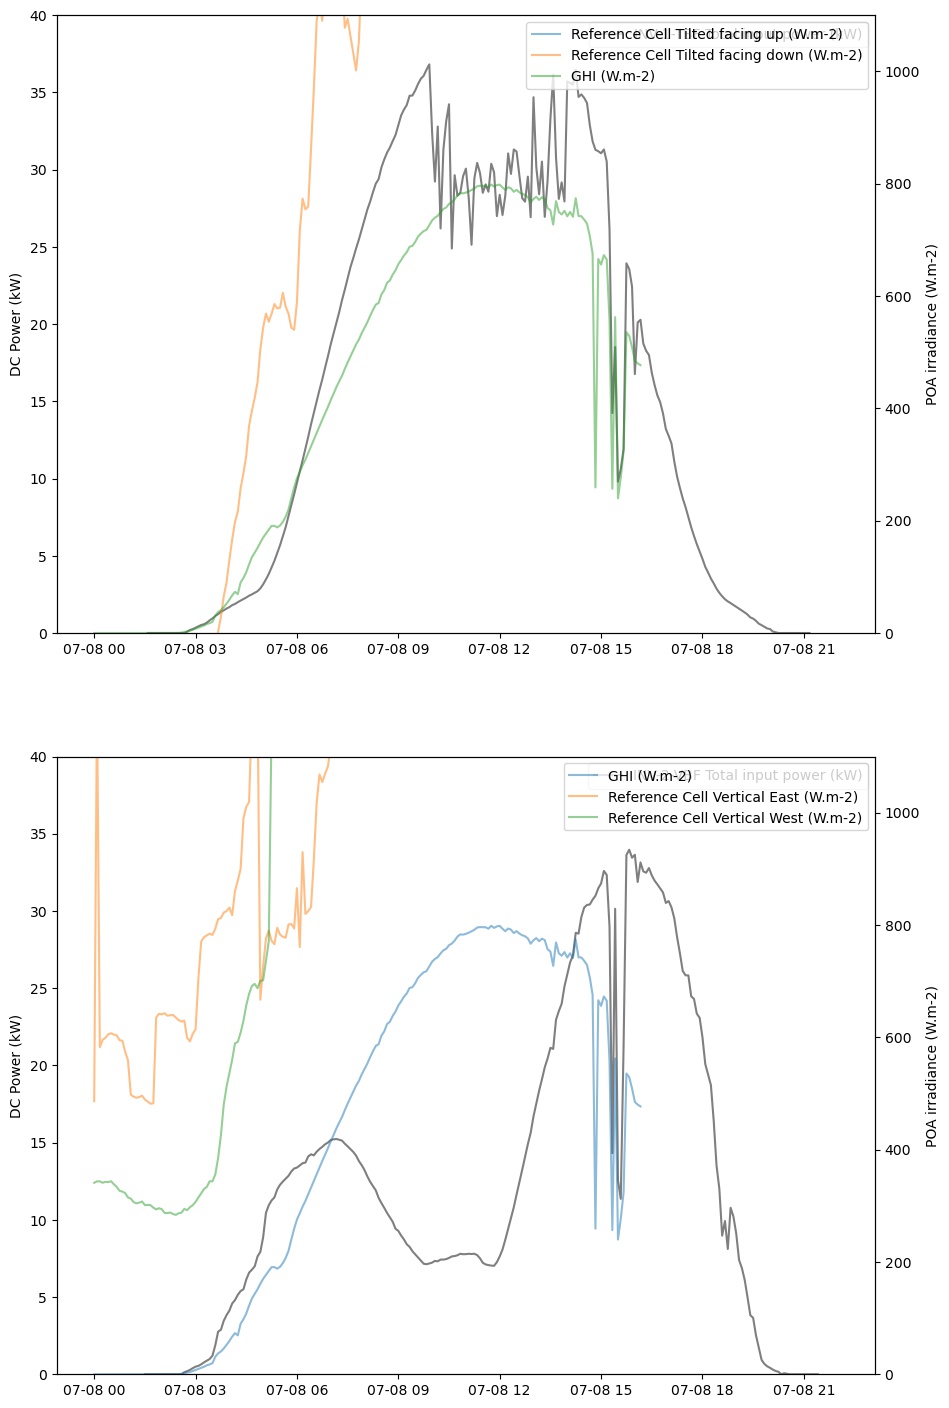 40
35
30
25
20
15
10
5
0
DC Power (kW)
Reference Cell Tilted facing up (W.m-2)
Reference Cell Tilted facing down (W.m-2)
GHI (W.m-2)
1000
800
600
400
200
0
POA irradiance (W.m-2)
07-08 00 07-08 03 07-08 06 07-08 09 07-08 12 07-08 15 07-08 18 07-08 21
40
35
30
25
20
15
10
5
0
DC Power (kW)
GHI (W.m-2)
Total input power (kW)
Reference Cell Vertical East (W.m-2)
Reference Cell Vertical West (W.m-2)
1000
800
600
400
200
0
POA irradiance (W.m-2)
07-08 00 07-08 03 07-08 06 07-08 09 07-08 12 07-08 15 07-08 18 07-08 21